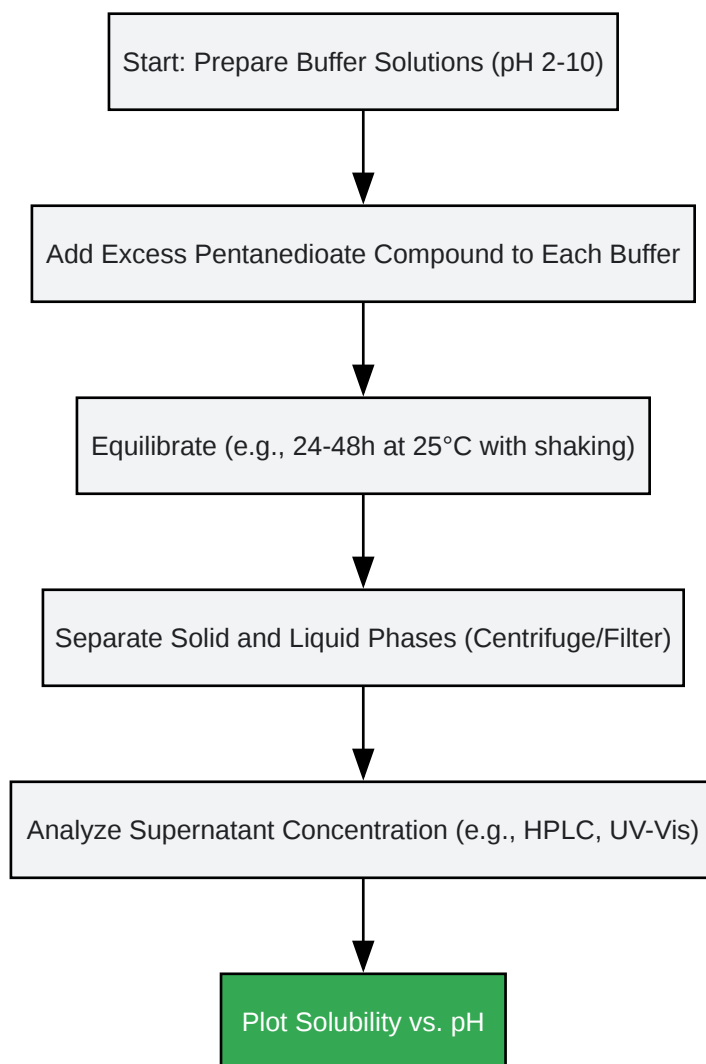 Start: Prepare Buffer Solutions (pH 2-10)
Add Excess Pentanedioate Compound to Each Buffer
Equilibrate (e.g., 24-48h at 25°C with shaking)
Separate Solid and Liquid Phases (Centrifuge/Filter)
Analyze Supernatant Concentration (e.g., HPLC, UV-Vis)
Plot Solubility vs. pH